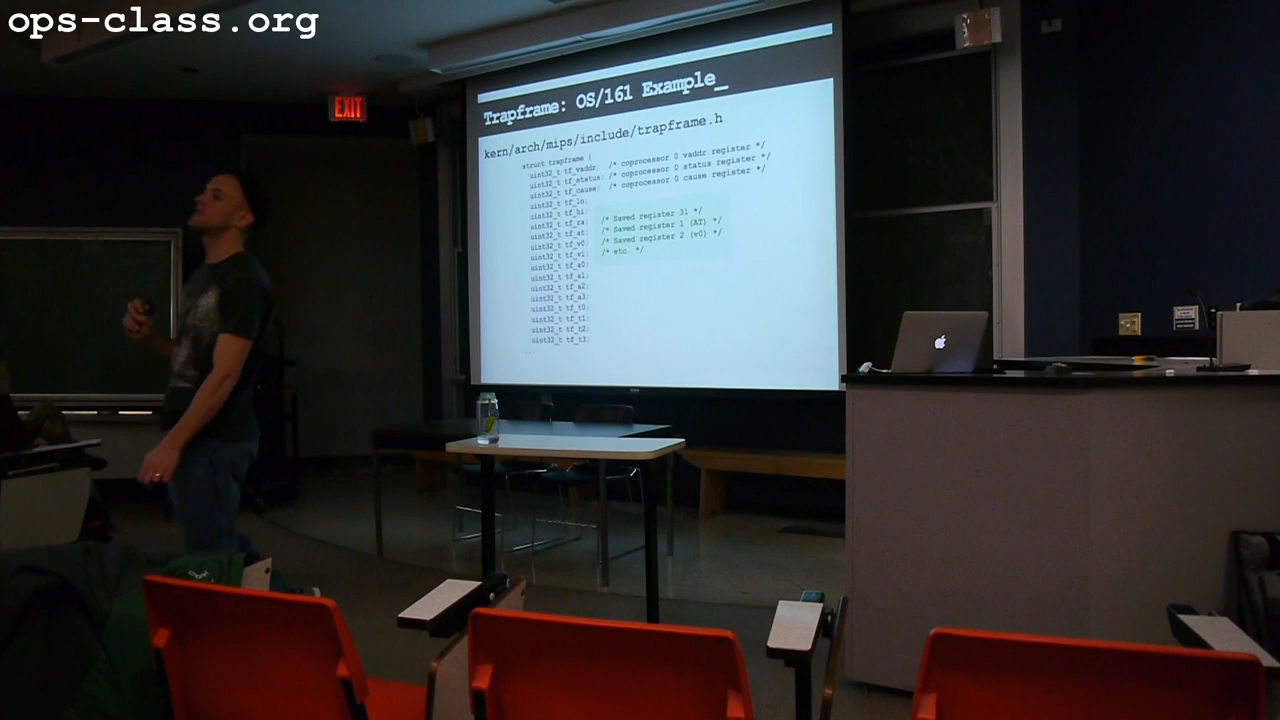 ops-class.org
EXIT
Trapframe: OS/161 Example_
kern/arch/mips/include/trapframe.h
struct trapframe {
uint32_t tf_vaddr; /* coprocessor 0 vaddr register */
uint32_t tf_status; /* coprocessor 0 status register */
uint32_t tf_cause; /* coprocessor 0 cause register */
uint32_t tf_lo;
uint32_t tf_hi;
uint32_t tf_ra; /* Saved register 31 */
uint32_t tf_at; /* Saved register 1 (AT) */
uint32_t tf_v0; /* Saved register 2 (v0) */
uint32_t tf_v1; /* etc. */
uint32_t tf_a0;
uint32_t tf_a1;
uint32_t tf_a2;
uint32_t tf_a3;
uint32_t tf_t0;
uint32_t tf_t1;
uint32_t tf_t2;
uint32_t tf_t3;
...